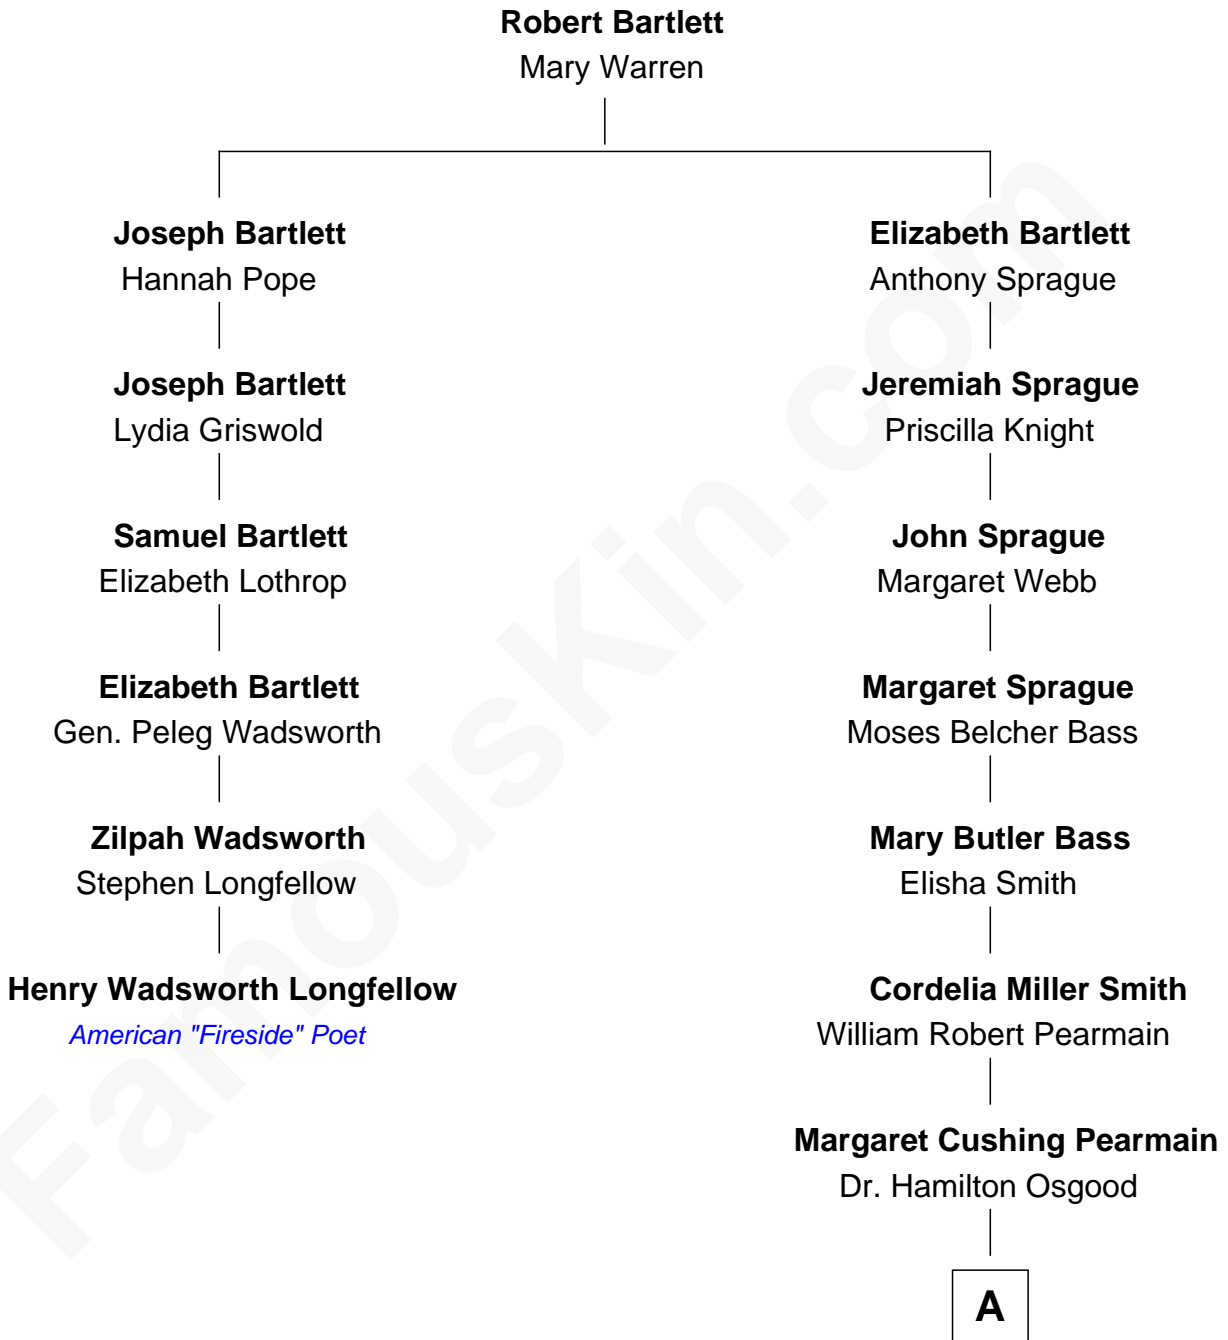 Robert Bartlett
Mary Warren
Joseph Bartlett
Hannah Pope
Joseph Bartlett
Lydia Griswold
Samuel Bartlett
Elizabeth Lothrop
Elizabeth Bartlett
Gen. Peleg Wadsworth
Zilpah Wadsworth
Stephen Longfellow
Henry Wadsworth Longfellow
American "Fireside" Poet
Elizabeth Bartlett
Anthony Sprague
Jeremiah Sprague
Priscilla Knight
John Sprague
Margaret Webb
Margaret Sprague
Moses Belcher Bass
Mary Butler Bass
Elisha Smith
Cordelia Miller Smith
William Robert Pearmain
Margaret Cushing Pearmain
Dr. Hamilton Osgood
A
FamousKin.com